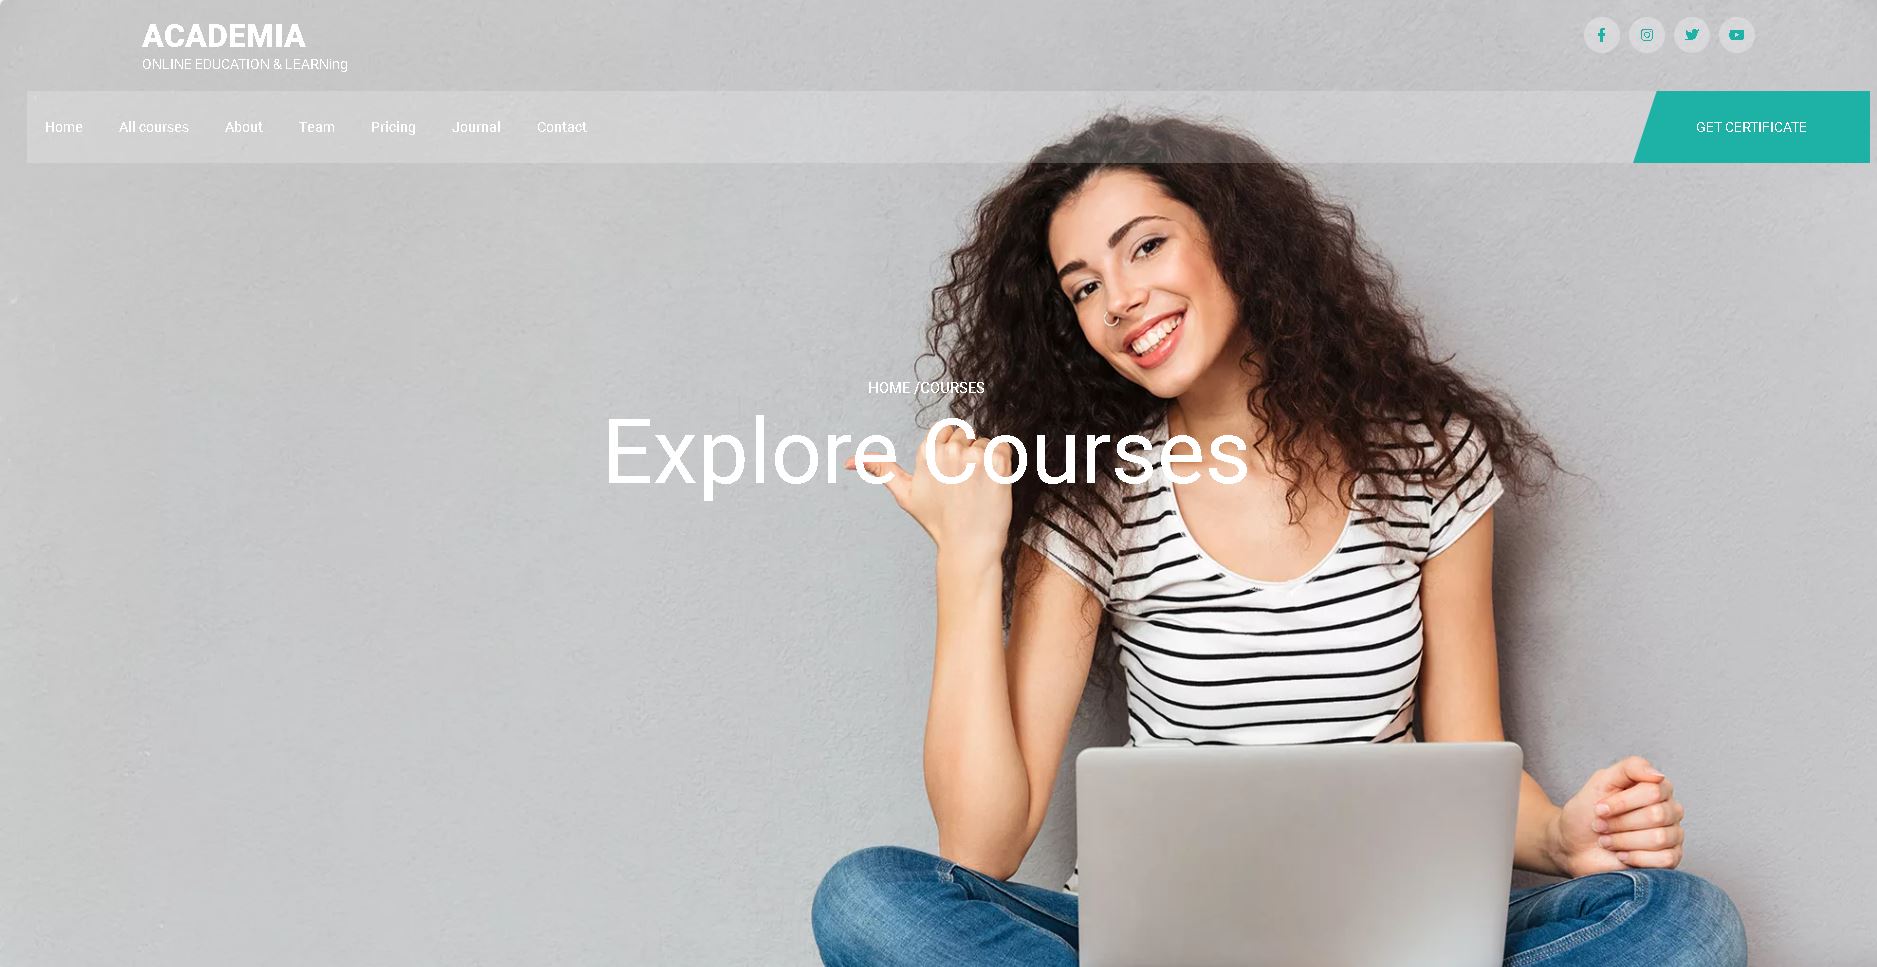 ACADEMIA
ONLINE EDUCATION & LEARNing
Home All courses About Team Pricing Journal Contact GET CERTIFICATE
HOME /COURSES
Explore Courses